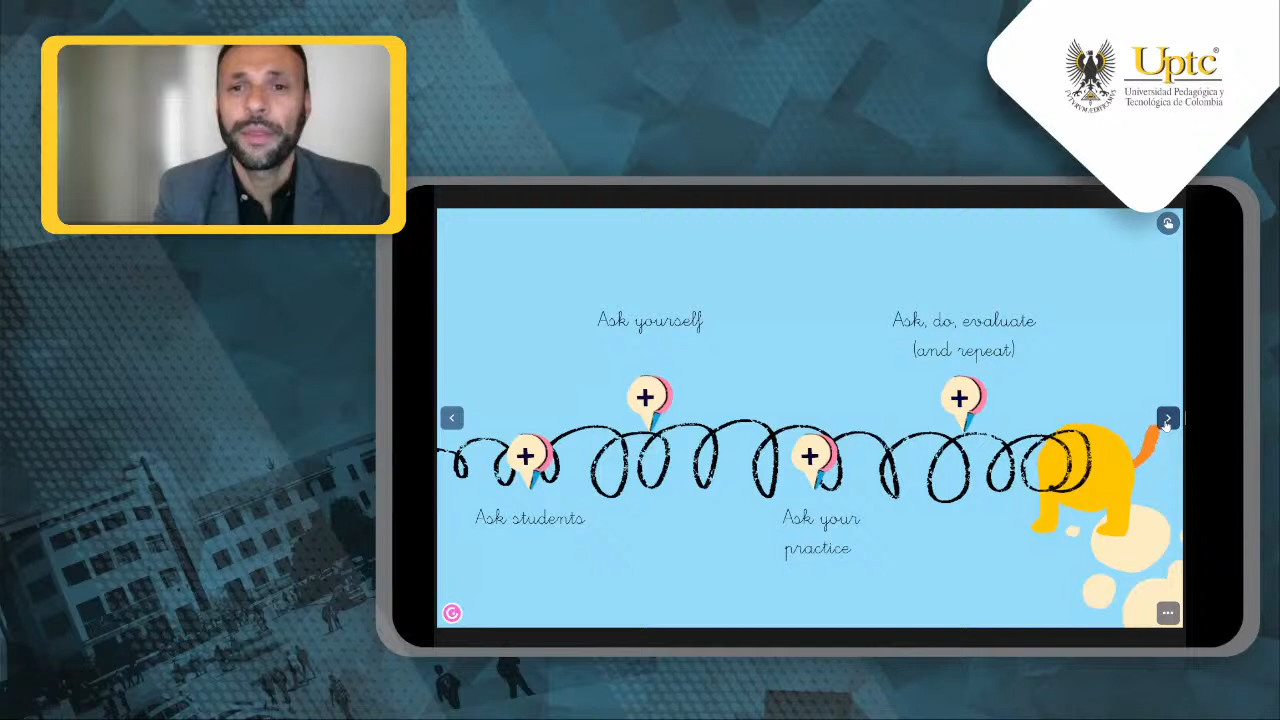 Uptc
Universidad Pedagógica y
Tecnológica de Colombia
Ask yourself
Ask, do, evaluate
(and repeat)
Ask students
Ask your
practice